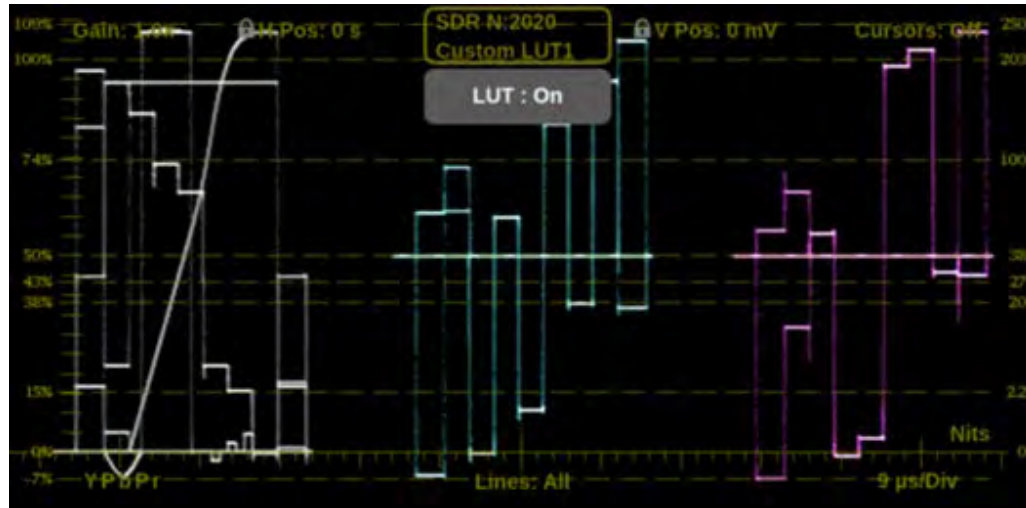 109%
Gain: 1.0x
H Pos: 0 s
SDR N:2020
Custom LUT1
V Pos: 0 mV
Cursors: Off
250
100%
203
LUT : On
74%
100
50%
38
43%
27
38%
20
15%
2.2
Nits
0%
0
-7%
YPbPr
Lines: All
9 µs/Div